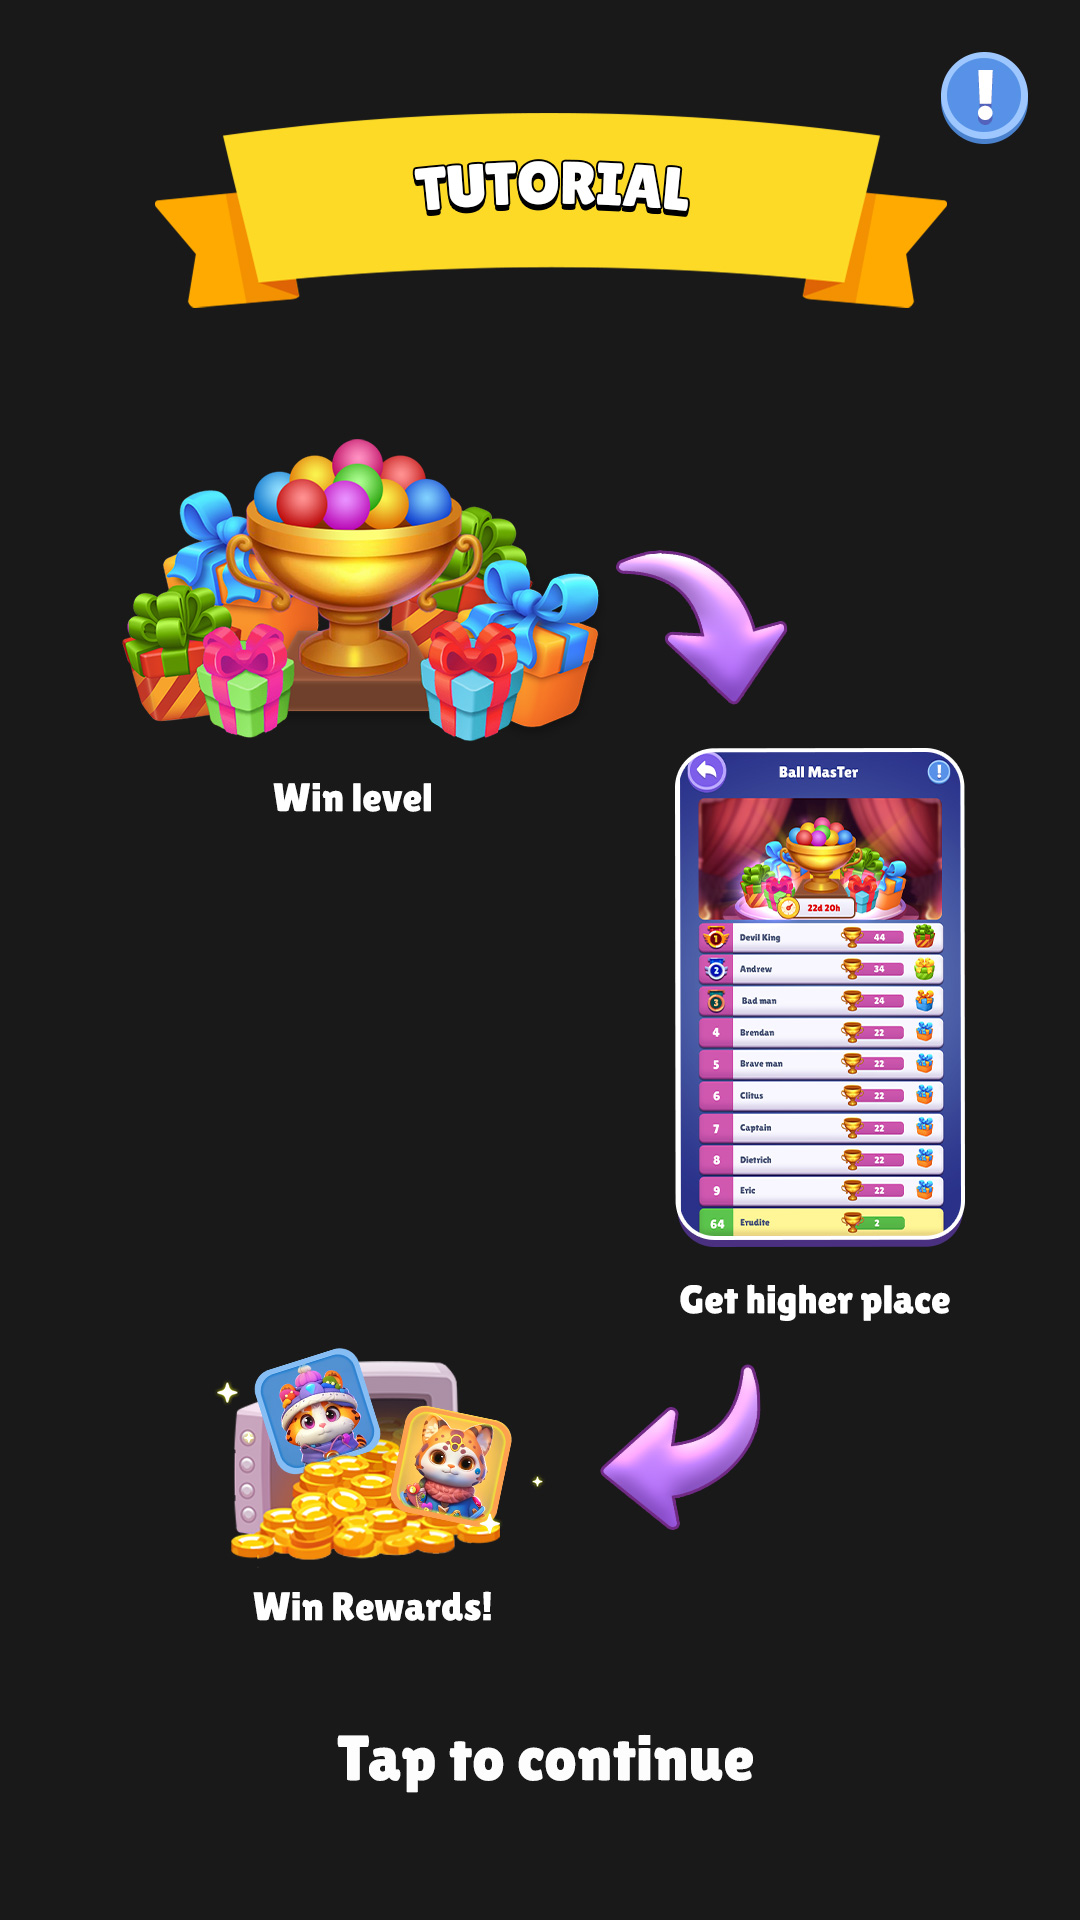 !
TUTORIAL
Win level
Ball MasTer
!
22d 20h
1 Devil King 44
2 Andrew 34
3 Bad man 24
4 Brendan 22
5 Brave man 22
6 Clitus 22
7 Captain 22
8 Dietrich 22
9 Eric 22
64 Erudite 2
Get higher place
Win Rewards!
Tap to continue